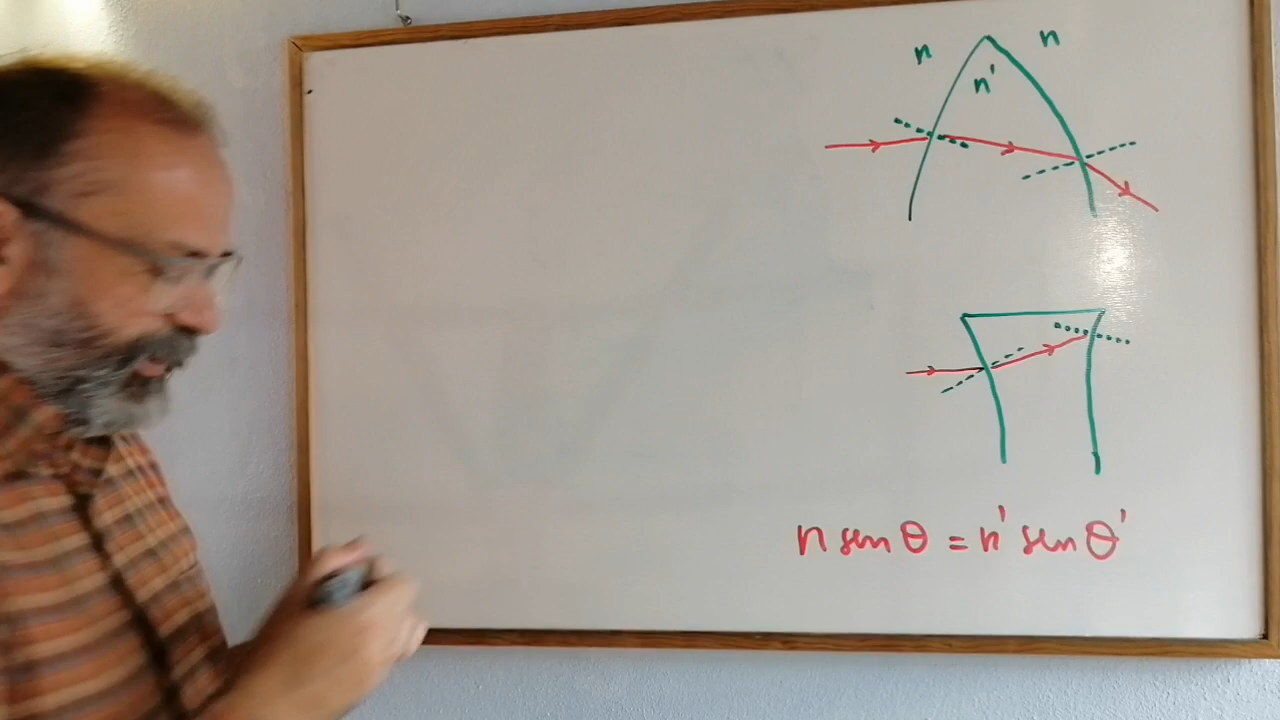 n n
n'
n sen θ = n' sen θ'